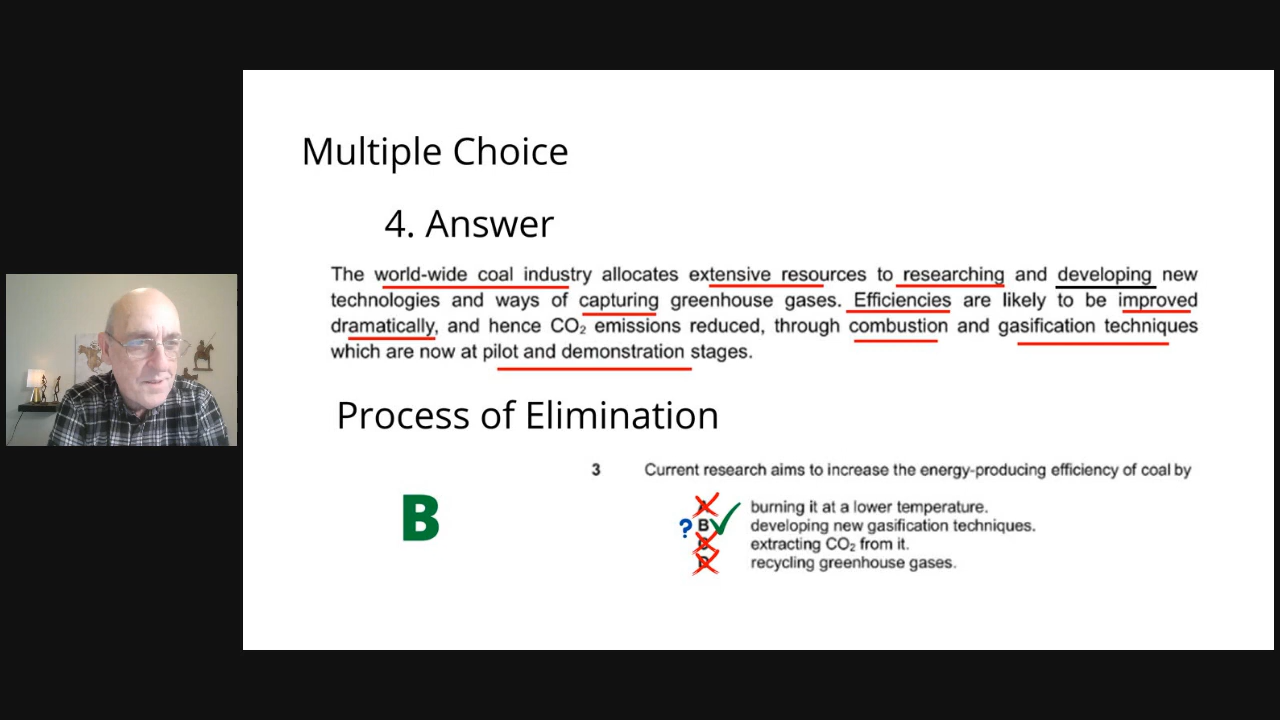 Multiple Choice
4. Answer
The world-wide coal industry allocates extensive resources to researching and developing new
technologies and ways of capturing greenhouse gases. Efficiencies are likely to be improved
dramatically, and hence CO₂ emissions reduced, through combustion and gasification techniques
which are now at pilot and demonstration stages.
Process of Elimination
3 Current research aims to increase the energy-producing efficiency of coal by
A burning it at a lower temperature.
? B developing new gasification techniques.
C extracting CO₂ from it.
D recycling greenhouse gases.
B